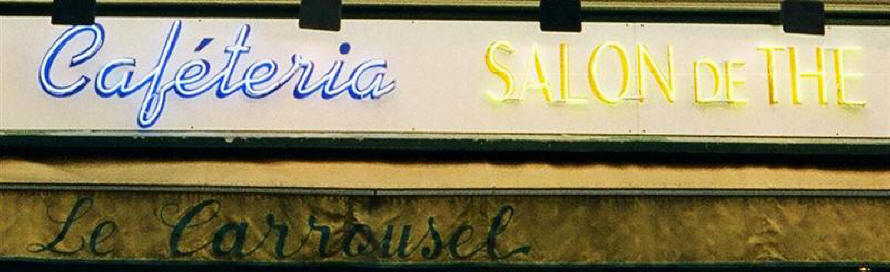 Caféteria SALON DE THE
Le Carrousel